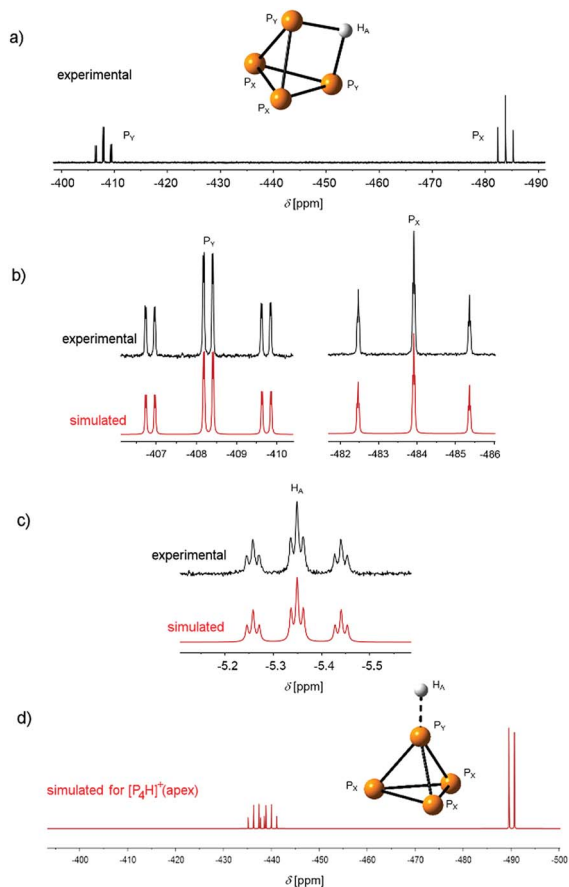 a)
P_Y H_A
experimental
P_X P_Y
P_X
P_Y P_X
-400 -410 -420 -430 -440 -450 -460 -470 -480 -490
δ [ppm]
P_X
b)
P_Y
experimental
simulated
-407 -408 -409 -410 -482 -483 -484 -485 -486
δ [ppm] δ [ppm]
c)
H_A
experimental
simulated
-5.2 -5.3 -5.4 -5.5
δ [ppm]
H_A
d)
P_Y
simulated for [P₄H]⁺(apex)
P_X P_X
P_X
-400 -410 -420 -430 -440 -450 -460 -470 -480 -490 -500
δ [ppm]